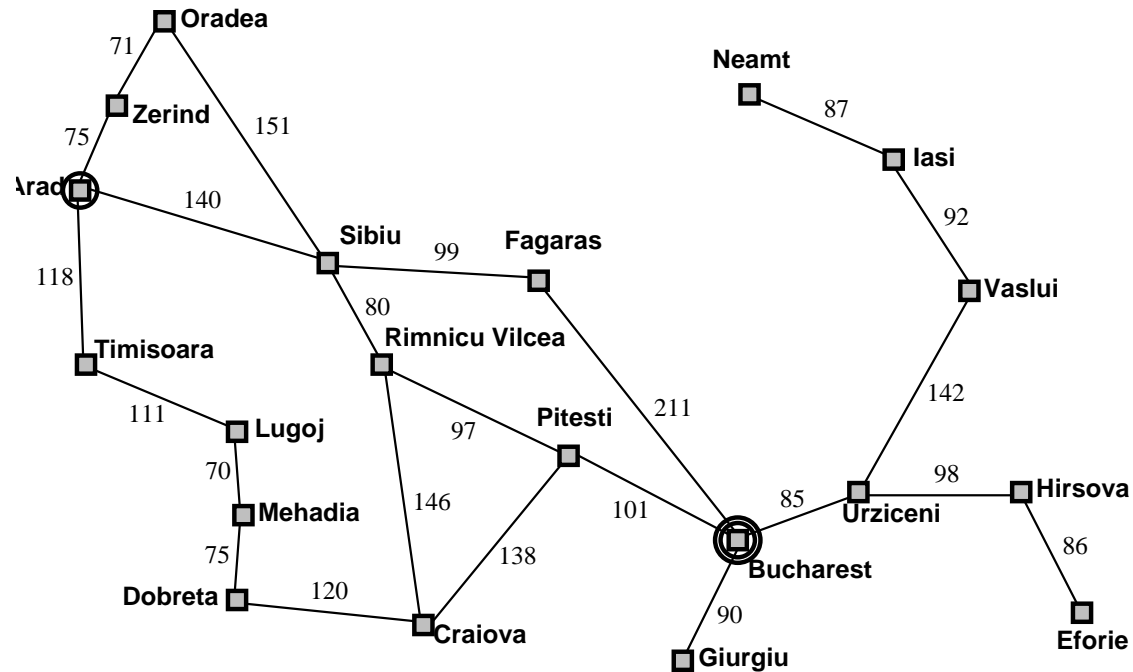 Oradea
71
Neamt
87
Zerind
151
75
Iasi
Arad
140
92
Sibiu
99
Fagaras
118
80
Vaslui
Rimnicu Vilcea
Timisoara
142
111
211
Lugoj
97
Pitesti
70
98
Hirsova
146
85
Mehadia
101
Urziceni
138
86
75
Bucharest
Dobreta
120
90
Craiova
Eforie
Giurgiu